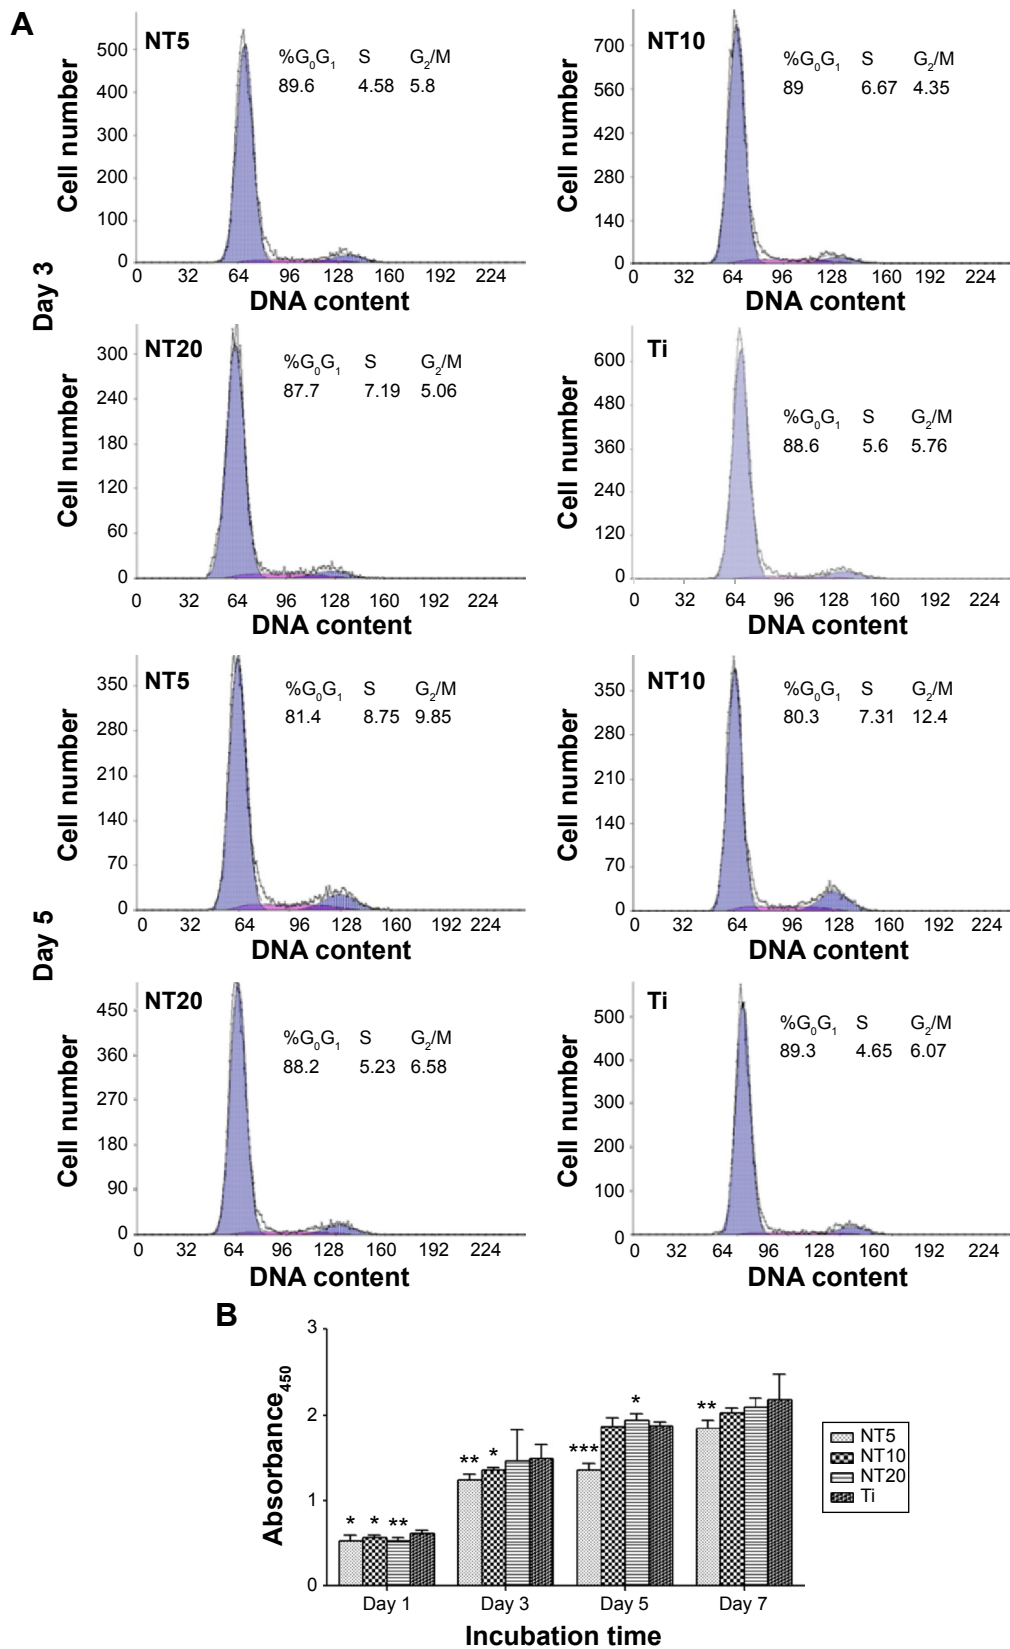 A
NT5
%G0G1 S G2/M
89.6 4.58 5.8
500
400
300
200
100
0
0 32 64 96 128 160 192 224
Cell number
DNA content
NT10
%G0G1 S G2/M
89 6.67 4.35
700
560
420
280
140
0
0 32 64 96 128 160 192 224
Cell number
DNA content
Day 3
NT20
%G0G1 S G2/M
87.7 7.19 5.06
300
240
180
120
60
0
0 32 64 96 128 160 192 224
Cell number
DNA content
Ti
%G0G1 S G2/M
88.6 5.6 5.76
600
480
360
240
120
0
0 32 64 96 128 160 192 224
Cell number
DNA content
NT5
%G0G1 S G2/M
81.4 8.75 9.85
350
280
210
140
70
0
0 32 64 96 128 160 192 224
Cell number
DNA content
NT10
%G0G1 S G2/M
80.3 7.31 12.4
350
280
210
140
70
0
0 32 64 96 128 160 192 224
Cell number
DNA content
Day 5
NT20
%G0G1 S G2/M
88.2 5.23 6.58
450
360
270
180
90
0
0 32 64 96 128 160 192 224
Cell number
DNA content
Ti
%G0G1 S G2/M
89.3 4.65 6.07
500
400
300
200
100
0
0 32 64 96 128 160 192 224
Cell number
DNA content
B
3
2
1
0
Absorbance450
* * **
** *
*** *
**
Day 1 Day 3 Day 5 Day 7
Incubation time
NT5
NT10
NT20
Ti